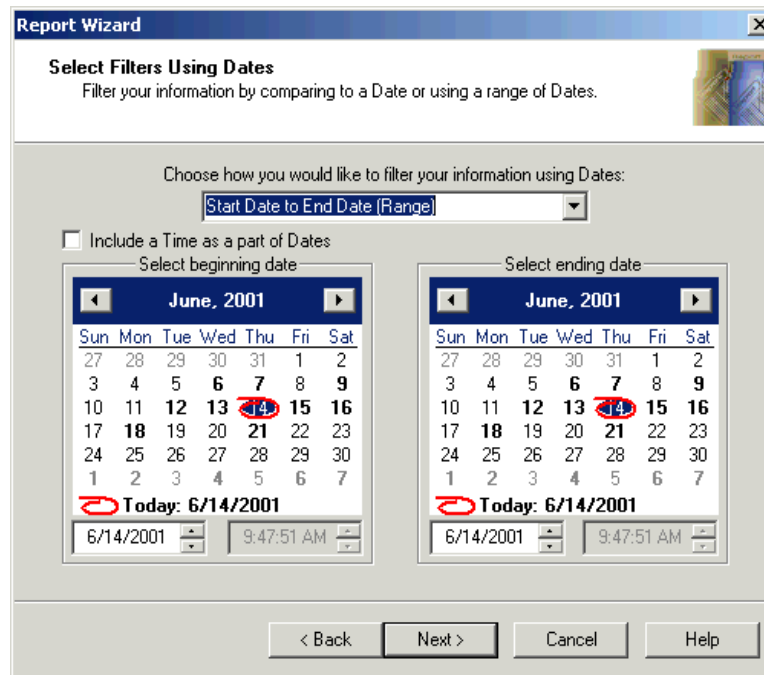 Report Wizard
Select Filters Using Dates
Filter your information by comparing to a Date or using a range of Dates.
Choose how you would like to filter your information using Dates:
Start Date to End Date (Range)
Include a Time as a part of Dates
Select beginning date
June, 2001
Sun Mon Tue Wed Thu Fri Sat
27 28 29 30 31 1 2
3 4 5 6 7 8 9
10 11 12 13 14 15 16
17 18 19 20 21 22 23
24 25 26 27 28 29 30
1 2 3 4 5 6 7
Today: 6/14/2001
6/14/2001 9:47:51 AM
Select ending date
June, 2001
Sun Mon Tue Wed Thu Fri Sat
27 28 29 30 31 1 2
3 4 5 6 7 8 9
10 11 12 13 14 15 16
17 18 19 20 21 22 23
24 25 26 27 28 29 30
1 2 3 4 5 6 7
Today: 6/14/2001
6/14/2001 9:47:51 AM
< Back Next > Cancel Help